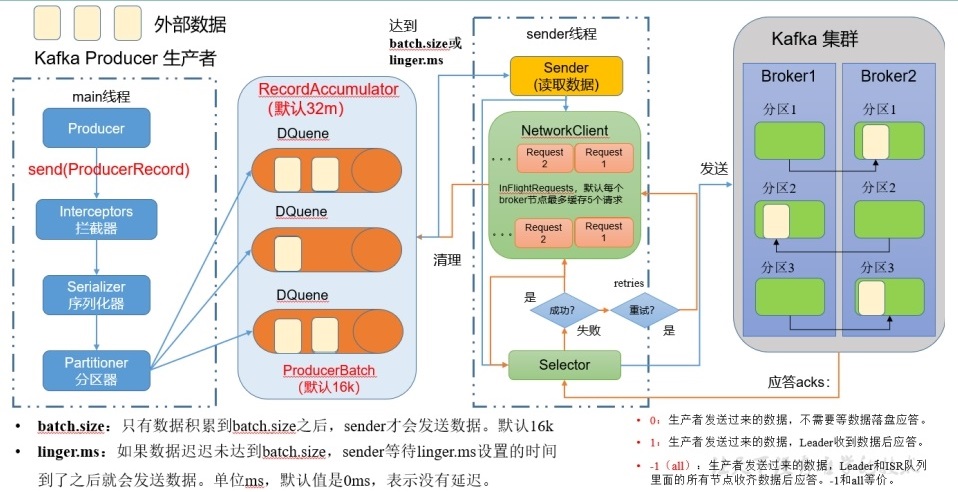 外部数据
Kafka Producer 生产者
main线程
Producer
send(ProducerRecord)
Interceptors
拦截器
Serializer
序列化器
Partitioner
分区器
RecordAccumulator
(默认32m)
DQuene
DQuene
DQuene
ProducerBatch
(默认16k)
达到
batch.size或
linger.ms
清理
sender线程
Sender
(读取数据)
NetworkClient
... Request 2 Request 1
InFlightRequests，默认每个
broker节点最多缓存5个请求
... Request 2 Request 1
是
成功?
失败
retries
重试?
是
Selector
发送
Kafka 集群
Broker1
Broker2
分区1
分区1
分区2
分区2
分区3
分区3
应答acks：
• batch.size：只有数据积累到batch.size之后，sender才会发送数据。默认16k
• linger.ms：如果数据迟迟未达到batch.size，sender等待linger.ms设置的时间
到了之后就会发送数据。单位ms，默认值是0ms，表示没有延迟。
• 0：生产者发送过来的数据，不需要等数据落盘应答。
• 1：生产者发送过来的数据，Leader收到数据后应答。
• -1（all）：生产者发送过来的数据，Leader和ISR队列
里面的所有节点收齐数据后应答。-1和all等价。